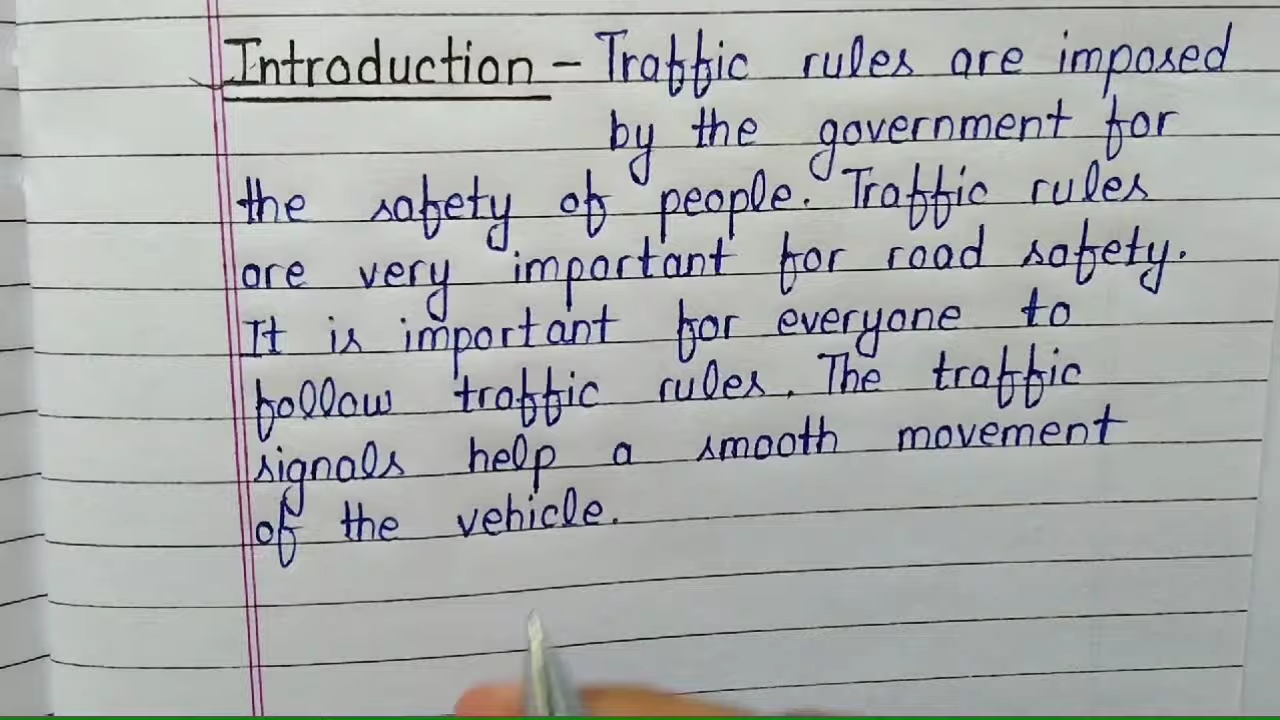 Introduction - Traffic rules are imposed
by the government for
the safety of people. Traffic rules
are very important for road safety.
It is important for everyone to
follow traffic rules. The traffic
signals help a smooth movement
of the vehicle.